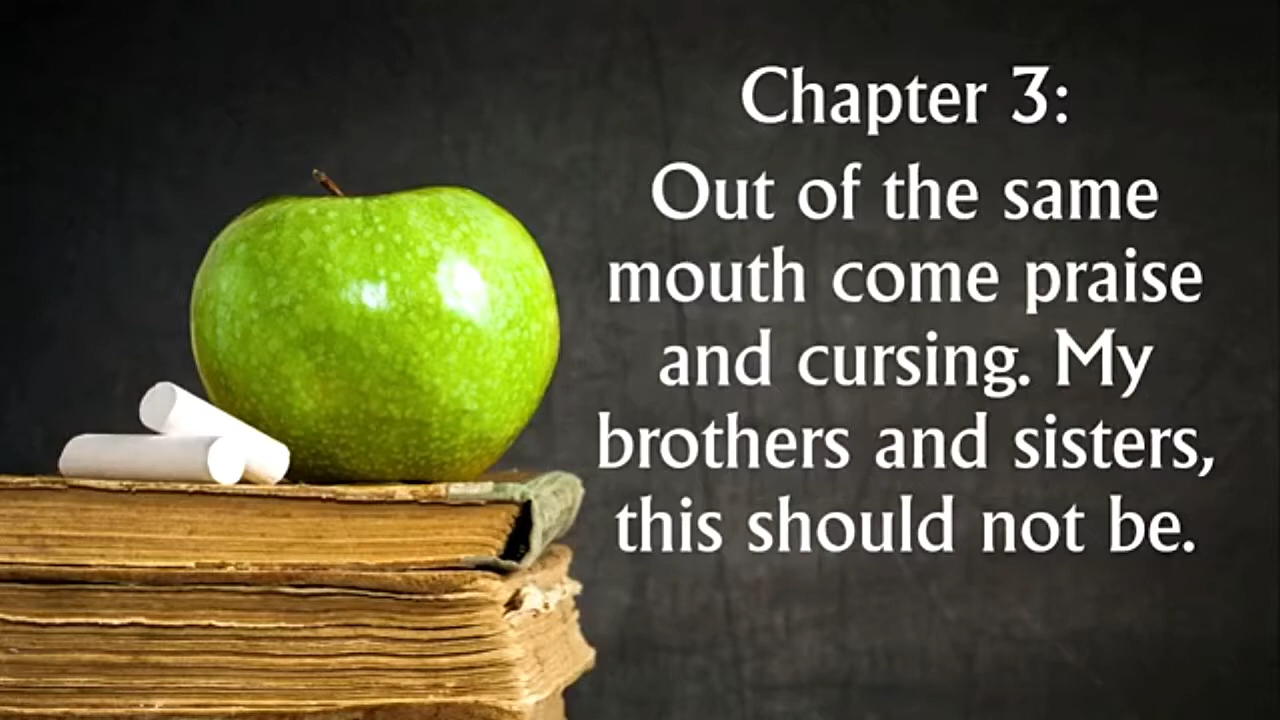 Chapter 3:
Out of the same
mouth come praise
and cursing. My
brothers and sisters,
this should not be.